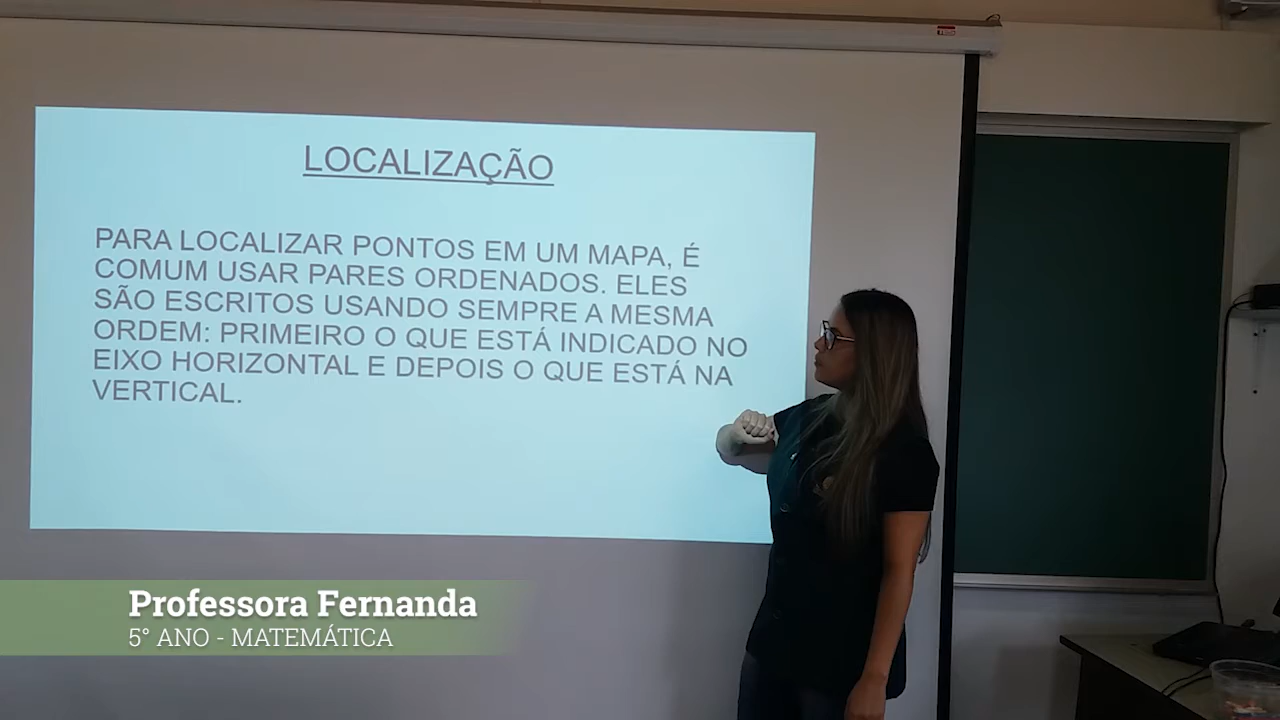 LOCALIZAÇÃO
PARA LOCALIZAR PONTOS EM UM MAPA, É
COMUM USAR PARES ORDENADOS. ELES
SÃO ESCRITOS USANDO SEMPRE A MESMA
ORDEM: PRIMEIRO O QUE ESTÁ INDICADO NO
EIXO HORIZONTAL E DEPOIS O QUE ESTÁ NA
VERTICAL.
Professora Fernanda
5° ANO - MATEMÁTICA